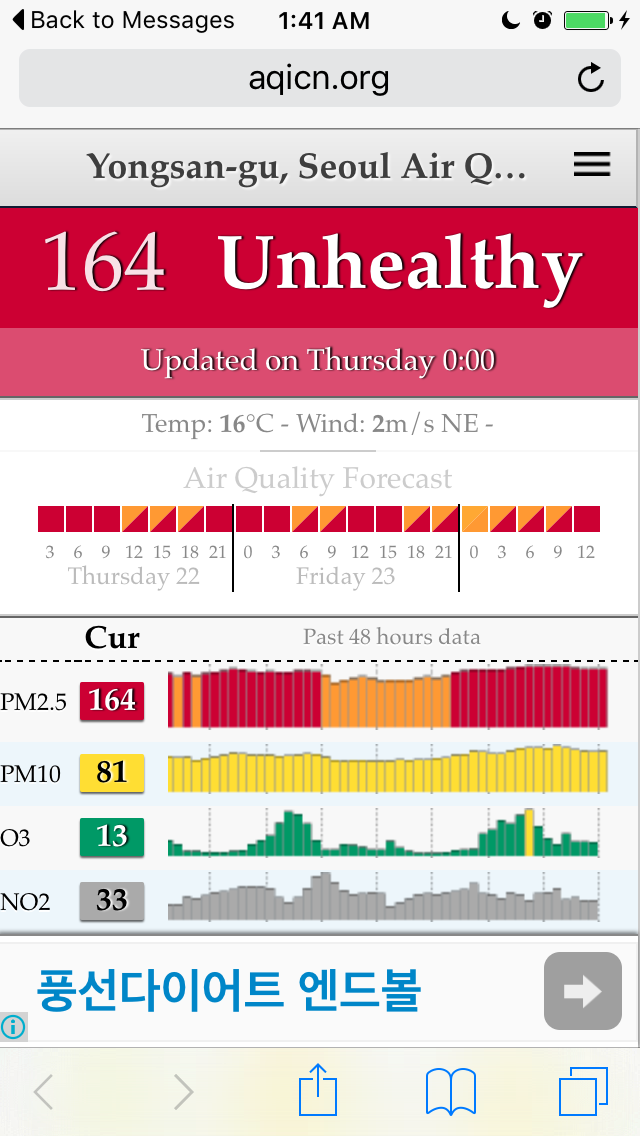 Back to Messages 1:41 AM
aqicn.org
Yongsan-gu, Seoul Air Q...
164 Unhealthy
Updated on Thursday 0:00
Temp: 16°C - Wind: 2m/s NE -
Air Quality Forecast
3 6 9 12 15 18 21 0 3 6 9 12 15 18 21 0 3 6 9 12
Thursday 22 Friday 23
Cur Past 48 hours data
PM2.5 164
PM10 81
O3 13
NO2 33
풍선다이어트 엔드볼